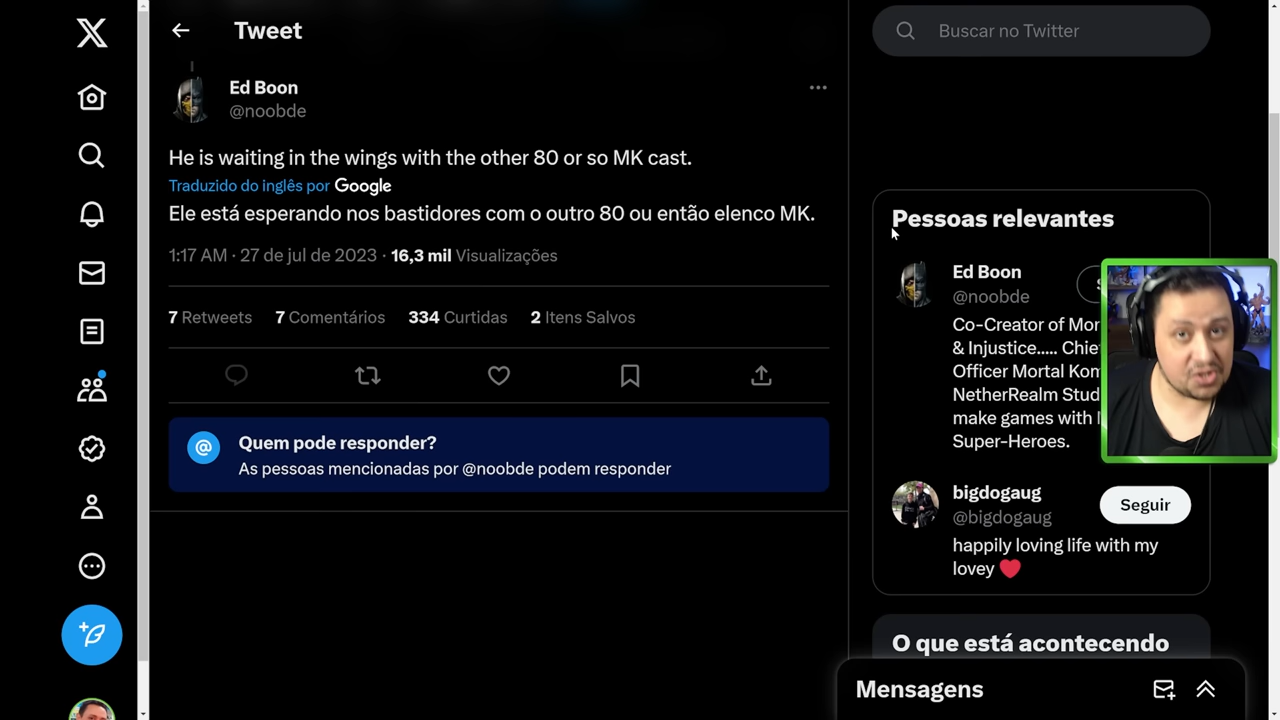 Tweet
Buscar no Twitter
Ed Boon
@noobde
He is waiting in the wings with the other 80 or so MK cast.
Traduzido do inglês por Google
Ele está esperando nos bastidores com o outro 80 ou então elenco MK.
1:17 AM · 27 de jul de 2023 · 16,3 mil Visualizações
7 Retweets 7 Comentários 334 Curtidas 2 Itens Salvos
@ Quem pode responder?
As pessoas mencionadas por @noobde podem responder
Pessoas relevantes
Ed Boon
@noobde
Co-Creator of
& Injustice.....
Officer Mortal
NetherRealm
make games with
Super-Heroes.
bigdogaug
@bigdogaug
Seguir
happily loving life with my
lovey ❤️
O que está acontecendo
Mensagens